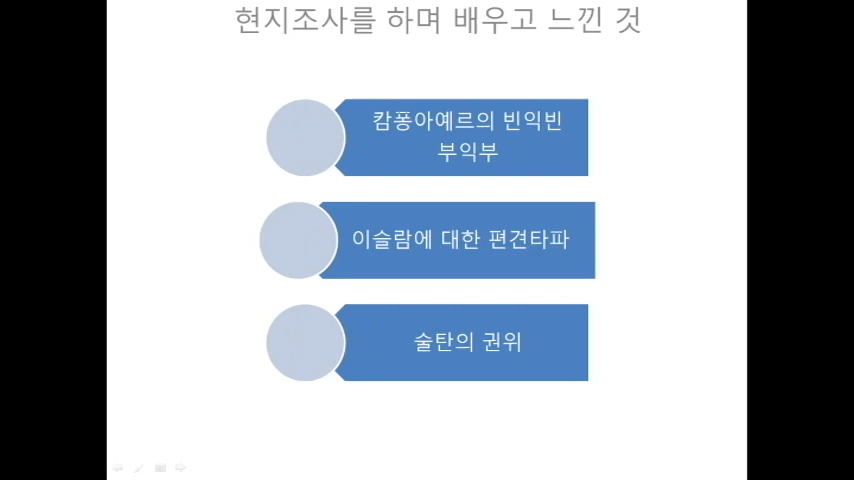 현지조사를 하며 배우고 느낀 것
캄퐁아예르의 빈익빈
부익부
이슬람에 대한 편견타파
술탄의 권위